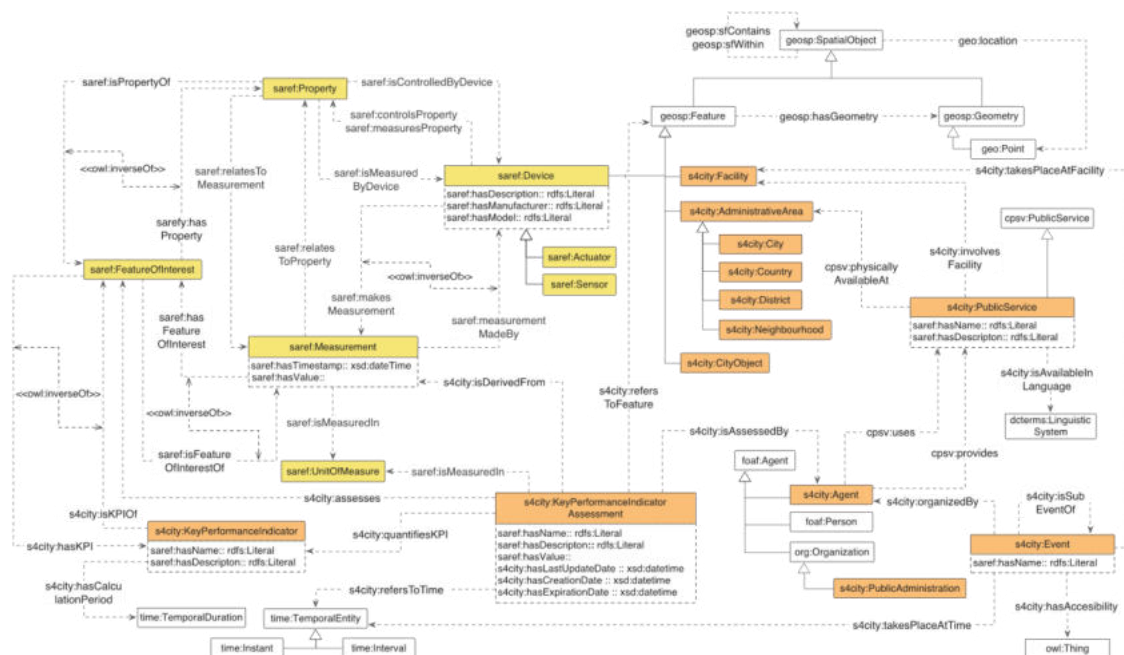 geosp:sfContains
geosp:sfWithin
geosp:SpatialObject
geo:location
saref:isPropertyOf
saref:Property
saref:isControlledByDevice
saref:controlsProperty
saref:measuresProperty
geosp:Feature
geosp:hasGeometry
geosp:Geometry
geo:Point
<<owl:inverseOf>>
saref:relatesTo
Measurement
saref:isMeasured
ByDevice
saref:Device
saref:hasDescription:: rdfs:Literal
saref:hasManufacturer:: rdfs:Literal
saref:hasModel:: rdfs:Literal
s4city:Facility
s4city:takesPlaceAtFacility
s4city:AdministrativeArea
cpsv:PublicService
sarefy:has
Property
s4city:City
s4city:Country
s4city:District
s4city:Neighbourhood
s4city:CityObject
cpsv:physically
AvailableAt
s4city:involves
Facility
saref:relates
ToProperty
saref:Actuator
saref:Sensor
saref:FeatureOfInterest
<<owl:inverseOf>>
saref:makes
Measurement
saref:measurement
MadeBy
s4city:PublicService
saref:hasName:: rdfs:Literal
saref:hasDescripton:: rdfs:Literal
saref:has
Feature
OfInterest
saref:Measurement
saref:hasTimestamp:: xsd:dateTime
saref:hasValue::
s4city:isDerivedFrom
s4city:refers
ToFeature
s4city:isAvailableIn
Language
<<owl:inverseOf>>
<<owl:inverseOf>>
saref:isMeasuredIn
dcterms:Linguistic
System
s4city:isAssessedBy
cpsv:uses
cpsv:provides
saref:isFeature
OfInterestOf
saref:UnitOfMeasure
saref:isMeasuredIn
foaf:Agent
s4city:Agent
foaf:Person
org:Organization
s4city:PublicAdministration
s4city:organizedBy
s4city:isSub
EventOf
s4city:assesses
s4city:isKPIOf
s4city:KeyPerformanceIndicator
saref:hasName:: rdfs:Literal
saref:hasDescripton:: rdfs:Literal
s4city:quantifiesKPI
s4city:KeyPerformanceIndicator
Assessment
saref:hasName:: rdfs:Literal
saref:hasDescripton:: rdfs:Literal
saref:hasValue::
s4city:hasLastUpdateDate :: xsd:datetime
s4city:hasCreationDate :: xsd:datetime
s4city:hasExpirationDate :: xsd:datetime
s4city:Event
saref:hasName:: rdfs:Literal
s4city:hasKPI
s4city:hasCalcu
lationPeriod
s4city:refersToTime
time:TemporalDuration
time:TemporalEntity
s4city:takesPlaceAtTime
s4city:hasAccesibility
time:Instant
time:Interval
owl:Thing